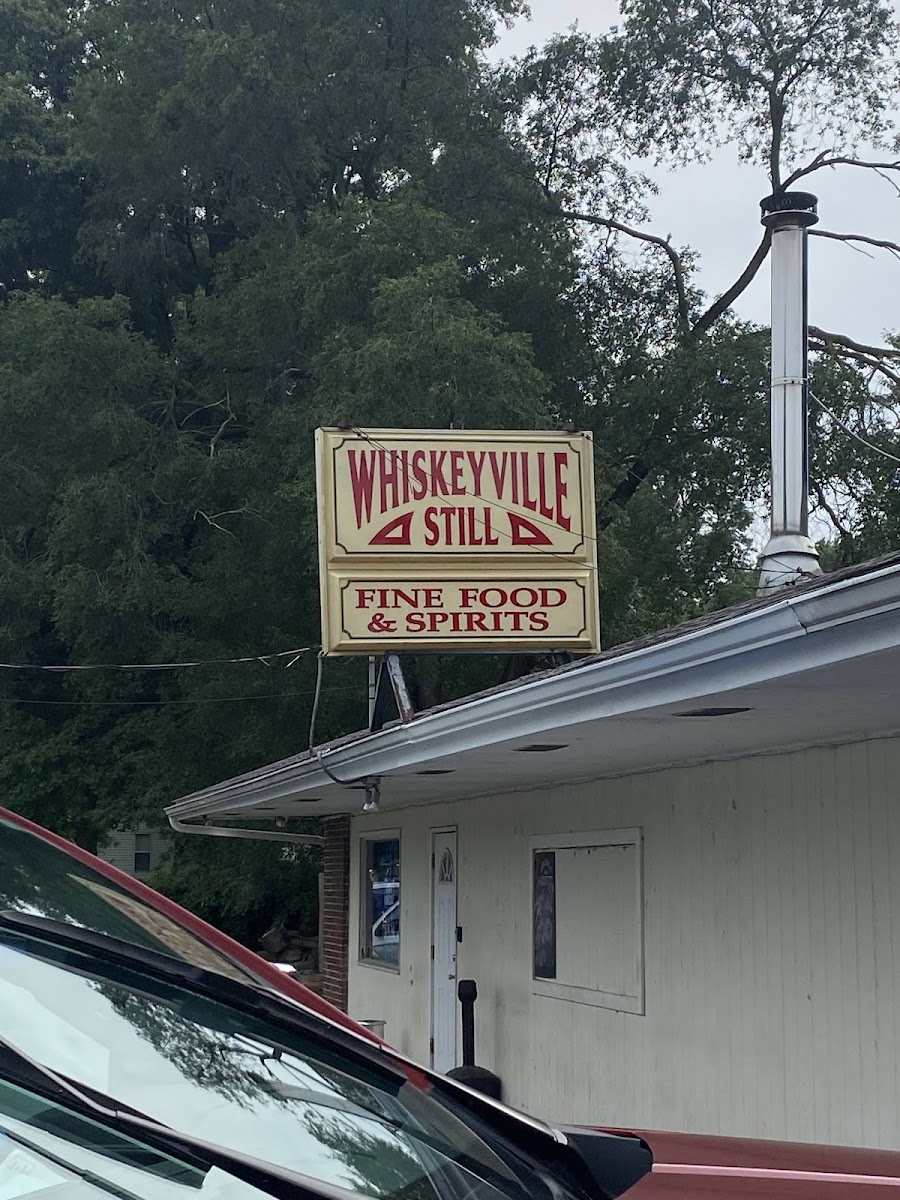 WHISKEYVILLE
STILL
FINE FOOD
& SPIRITS